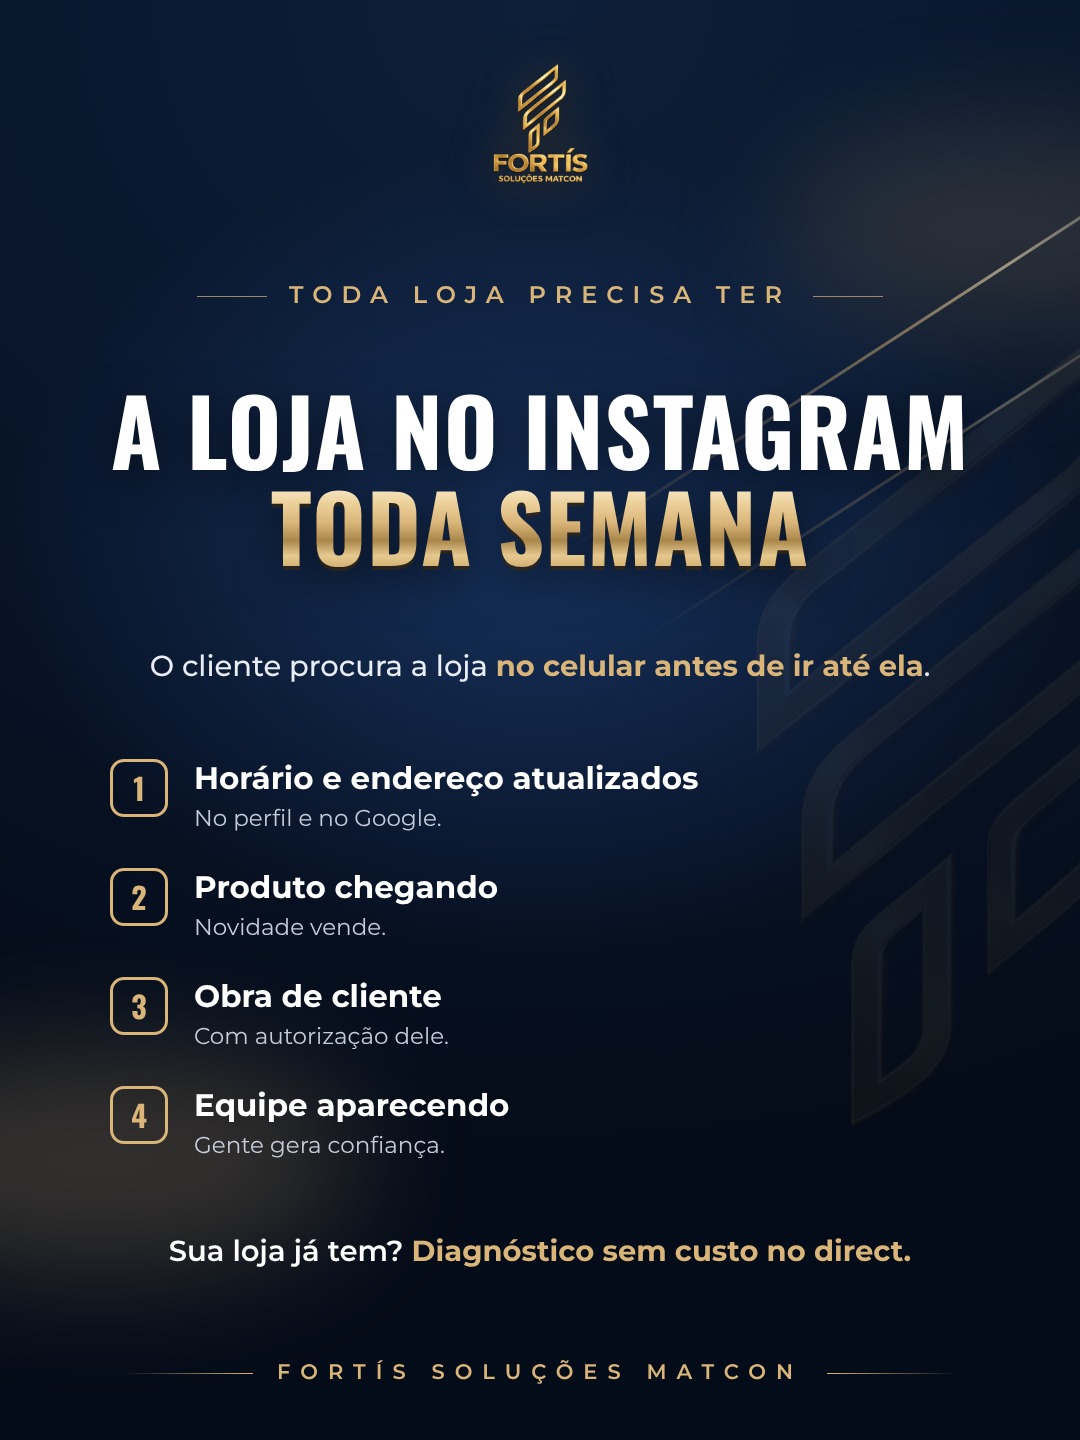 FORTÍS
SOLUÇÕES MATCON
TODA LOJA PRECISA TER
A LOJA NO INSTAGRAM
TODA SEMANA
O cliente procura a loja no celular antes de ir até ela.
1
Horário e endereço atualizados
No perfil e no Google.
2
Produto chegando
Novidade vende.
3
Obra de cliente
Com autorização dele.
4
Equipe aparecendo
Gente gera confiança.
Sua loja já tem? Diagnóstico sem custo no direct.
FORTÍS SOLUÇÕES MATCON